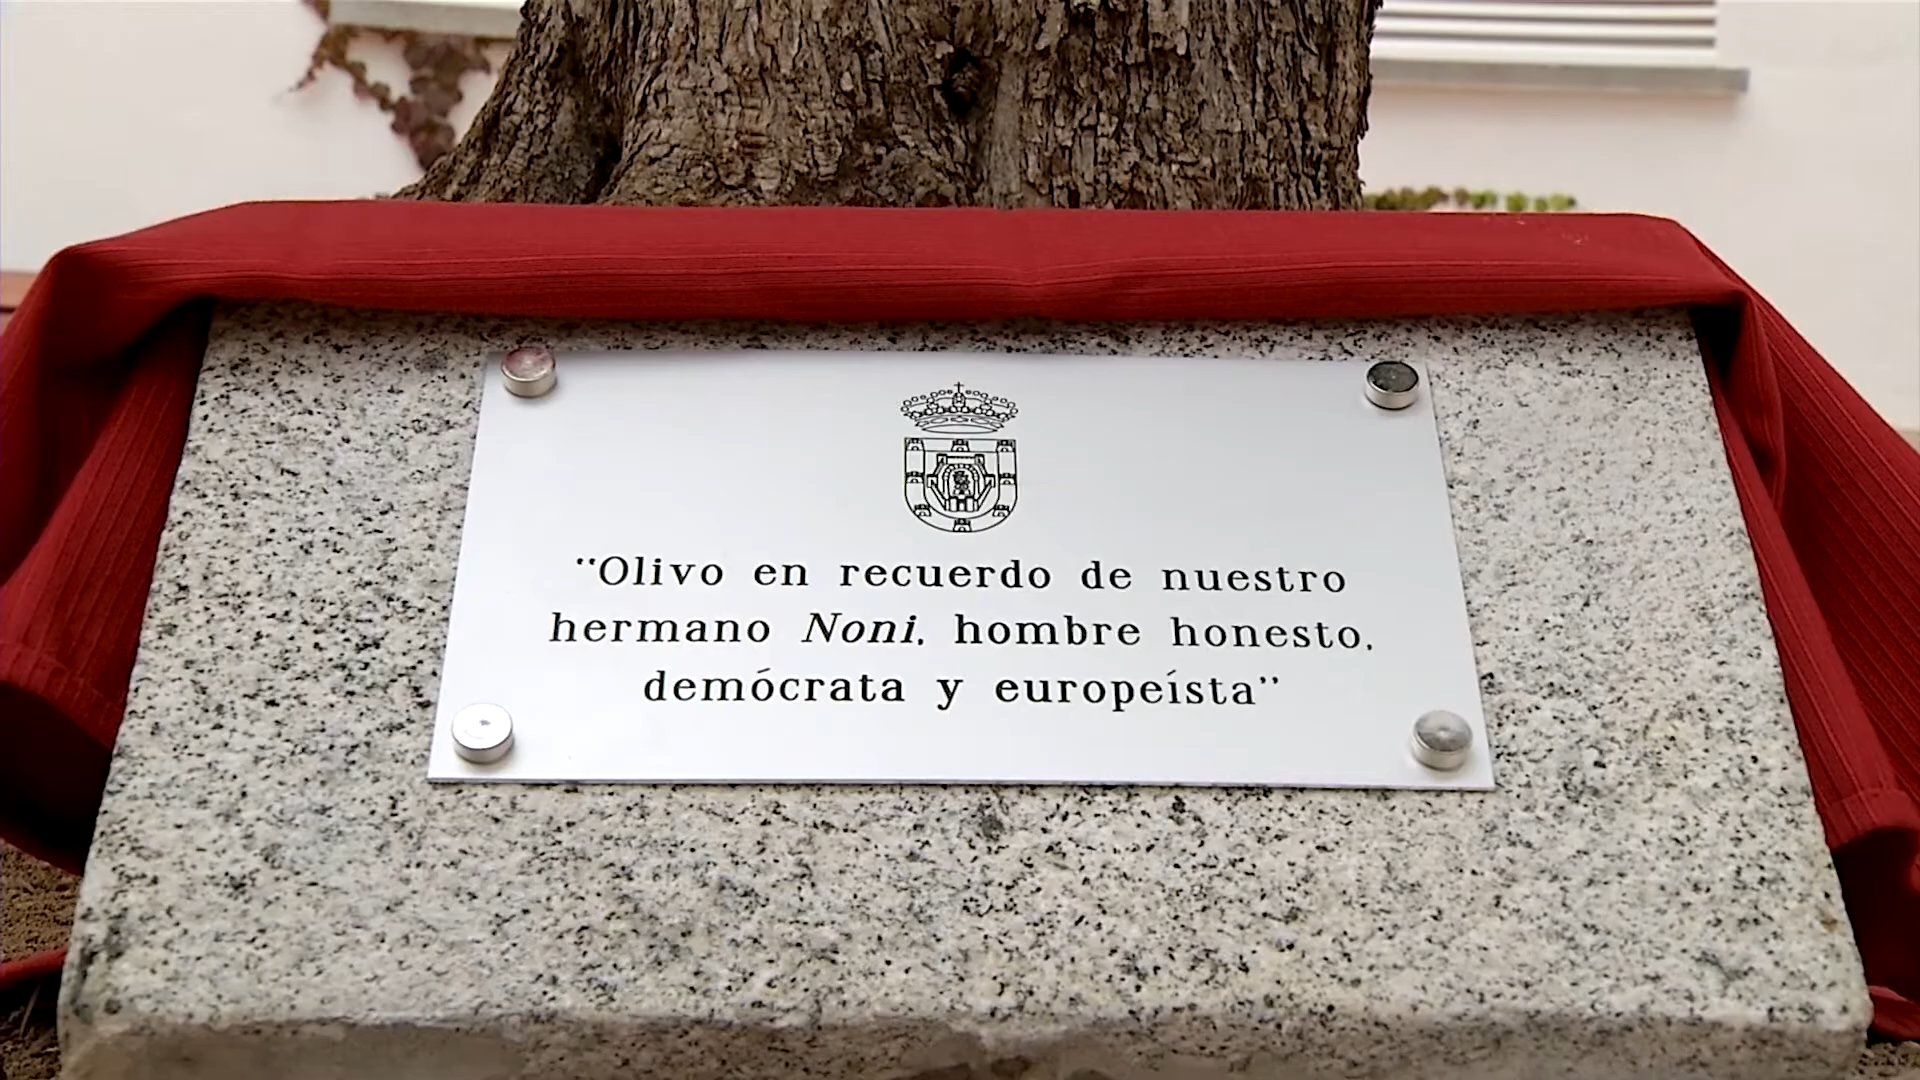 "Olivo en recuerdo de nuestro
hermano Noni, hombre honesto,
demócrata y europeísta"